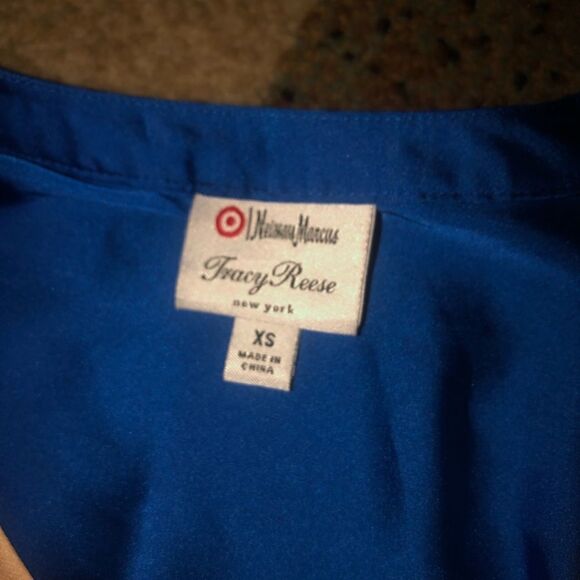 | Neiman Marcus
Tracy Reese
new york
XS
MADE IN
CHINA